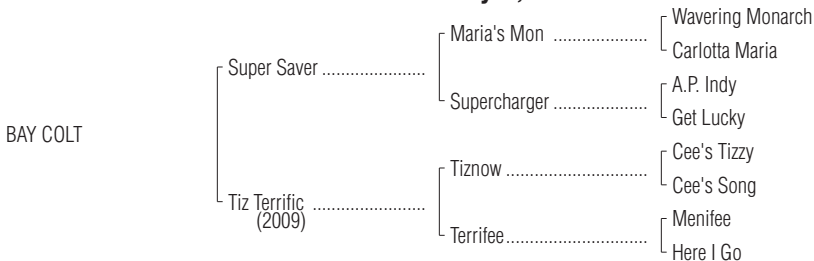 Wavering Monarch
Maria's Mon ....................
Carlotta Maria
Super Saver ......................
A.P. Indy
Supercharger ....................
Get Lucky
BAY COLT
Cee's Tizzy
Tiznow ..............................
Cee's Song
Tiz Terrific ........................
(2009)
Menifee
Terrifee..............................
Here I Go